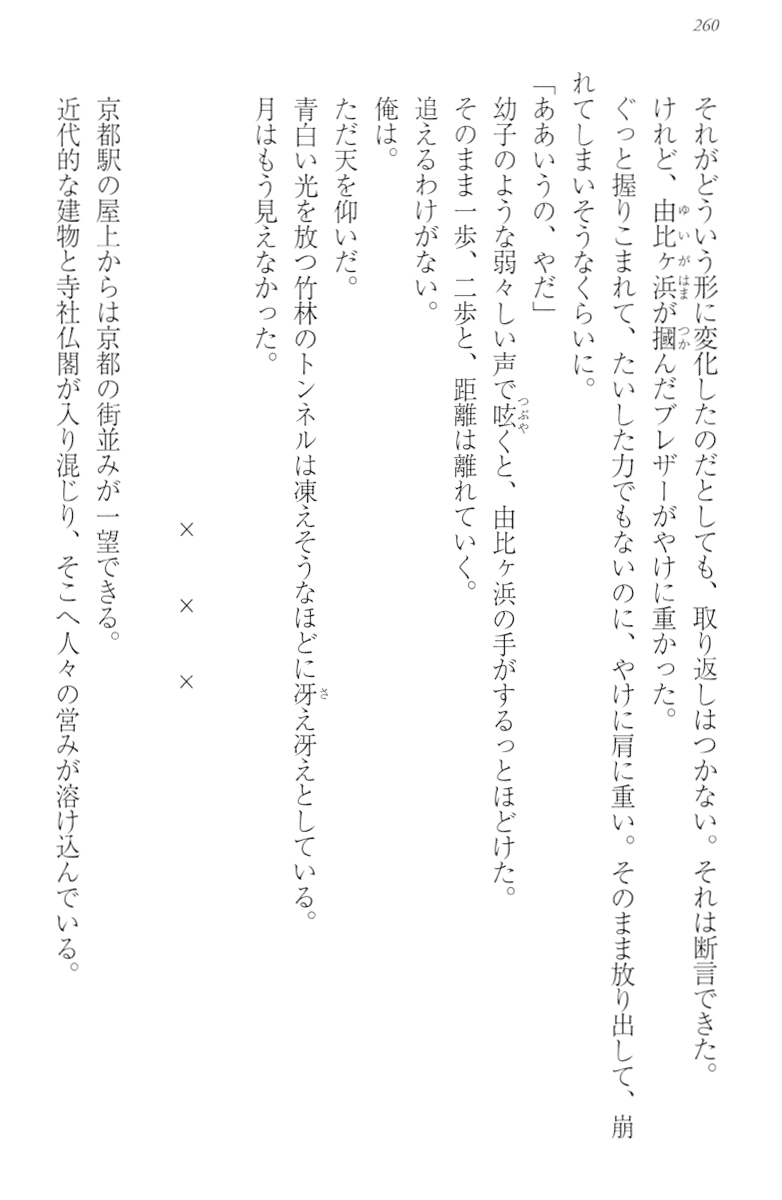 260
それがどういう形に変化したのだとしても、取り返しはつかない。それは断言できた。
けれど、由比ヶ浜が摑んだブレザーがやけに重かった。
ぐっと握りこまれて、たいした力でもないのに、やけに肩に重い。そのまま放り出して、崩
れてしまいそうなくらいに。
「ああいうの、やだ」
幼子のような弱々しい声で呟くと、由比ヶ浜の手がするっとほどけた。
そのまま一歩、二歩と、距離は離れていく。
追えるわけがない。
俺は。
ただ天を仰いだ。
青白い光を放つ竹林のトンネルは凍えそうなほどに冴え冴えとしている。
月はもう見えなかった。
× × ×
京都駅の屋上からは京都の街並みが一望できる。
近代的な建物と寺社仏閣が入り混じり、そこへ人々の営みが溶け込んでいる。